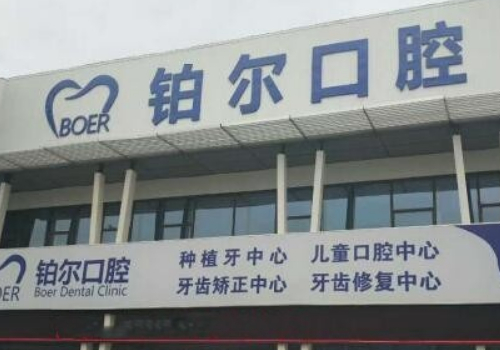 BOER 铂尔口腔
OER 铂尔口腔
Boer Dental Clinic
种植牙中心 儿童口腔中心
牙齿矫正中心 牙齿修复中心